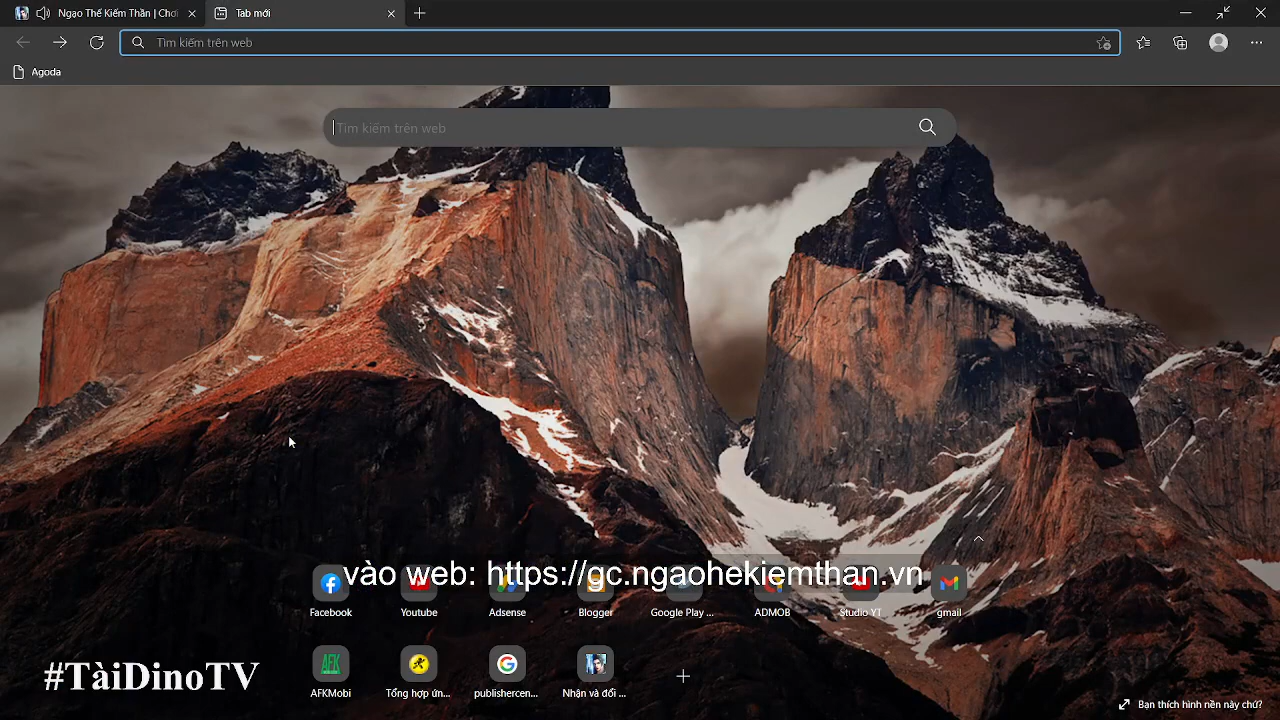 Ngạo Thế Kiếm Thần | Chơi
Tab mới
Tìm kiếm trên web
Agoda
Tìm kiếm trên web
vào web: https://gc.ngaohekiemthan.vn
Facebook
Youtube
Adsense
Blogger
Google Play ...
ADMOB
Studio YT
gmail
AFK
AFKMobi
Tổng hợp ứn...
publishercen...
Nhận và đổi ...
#TàiDinoTV
Bạn thích hình nền này chứ?